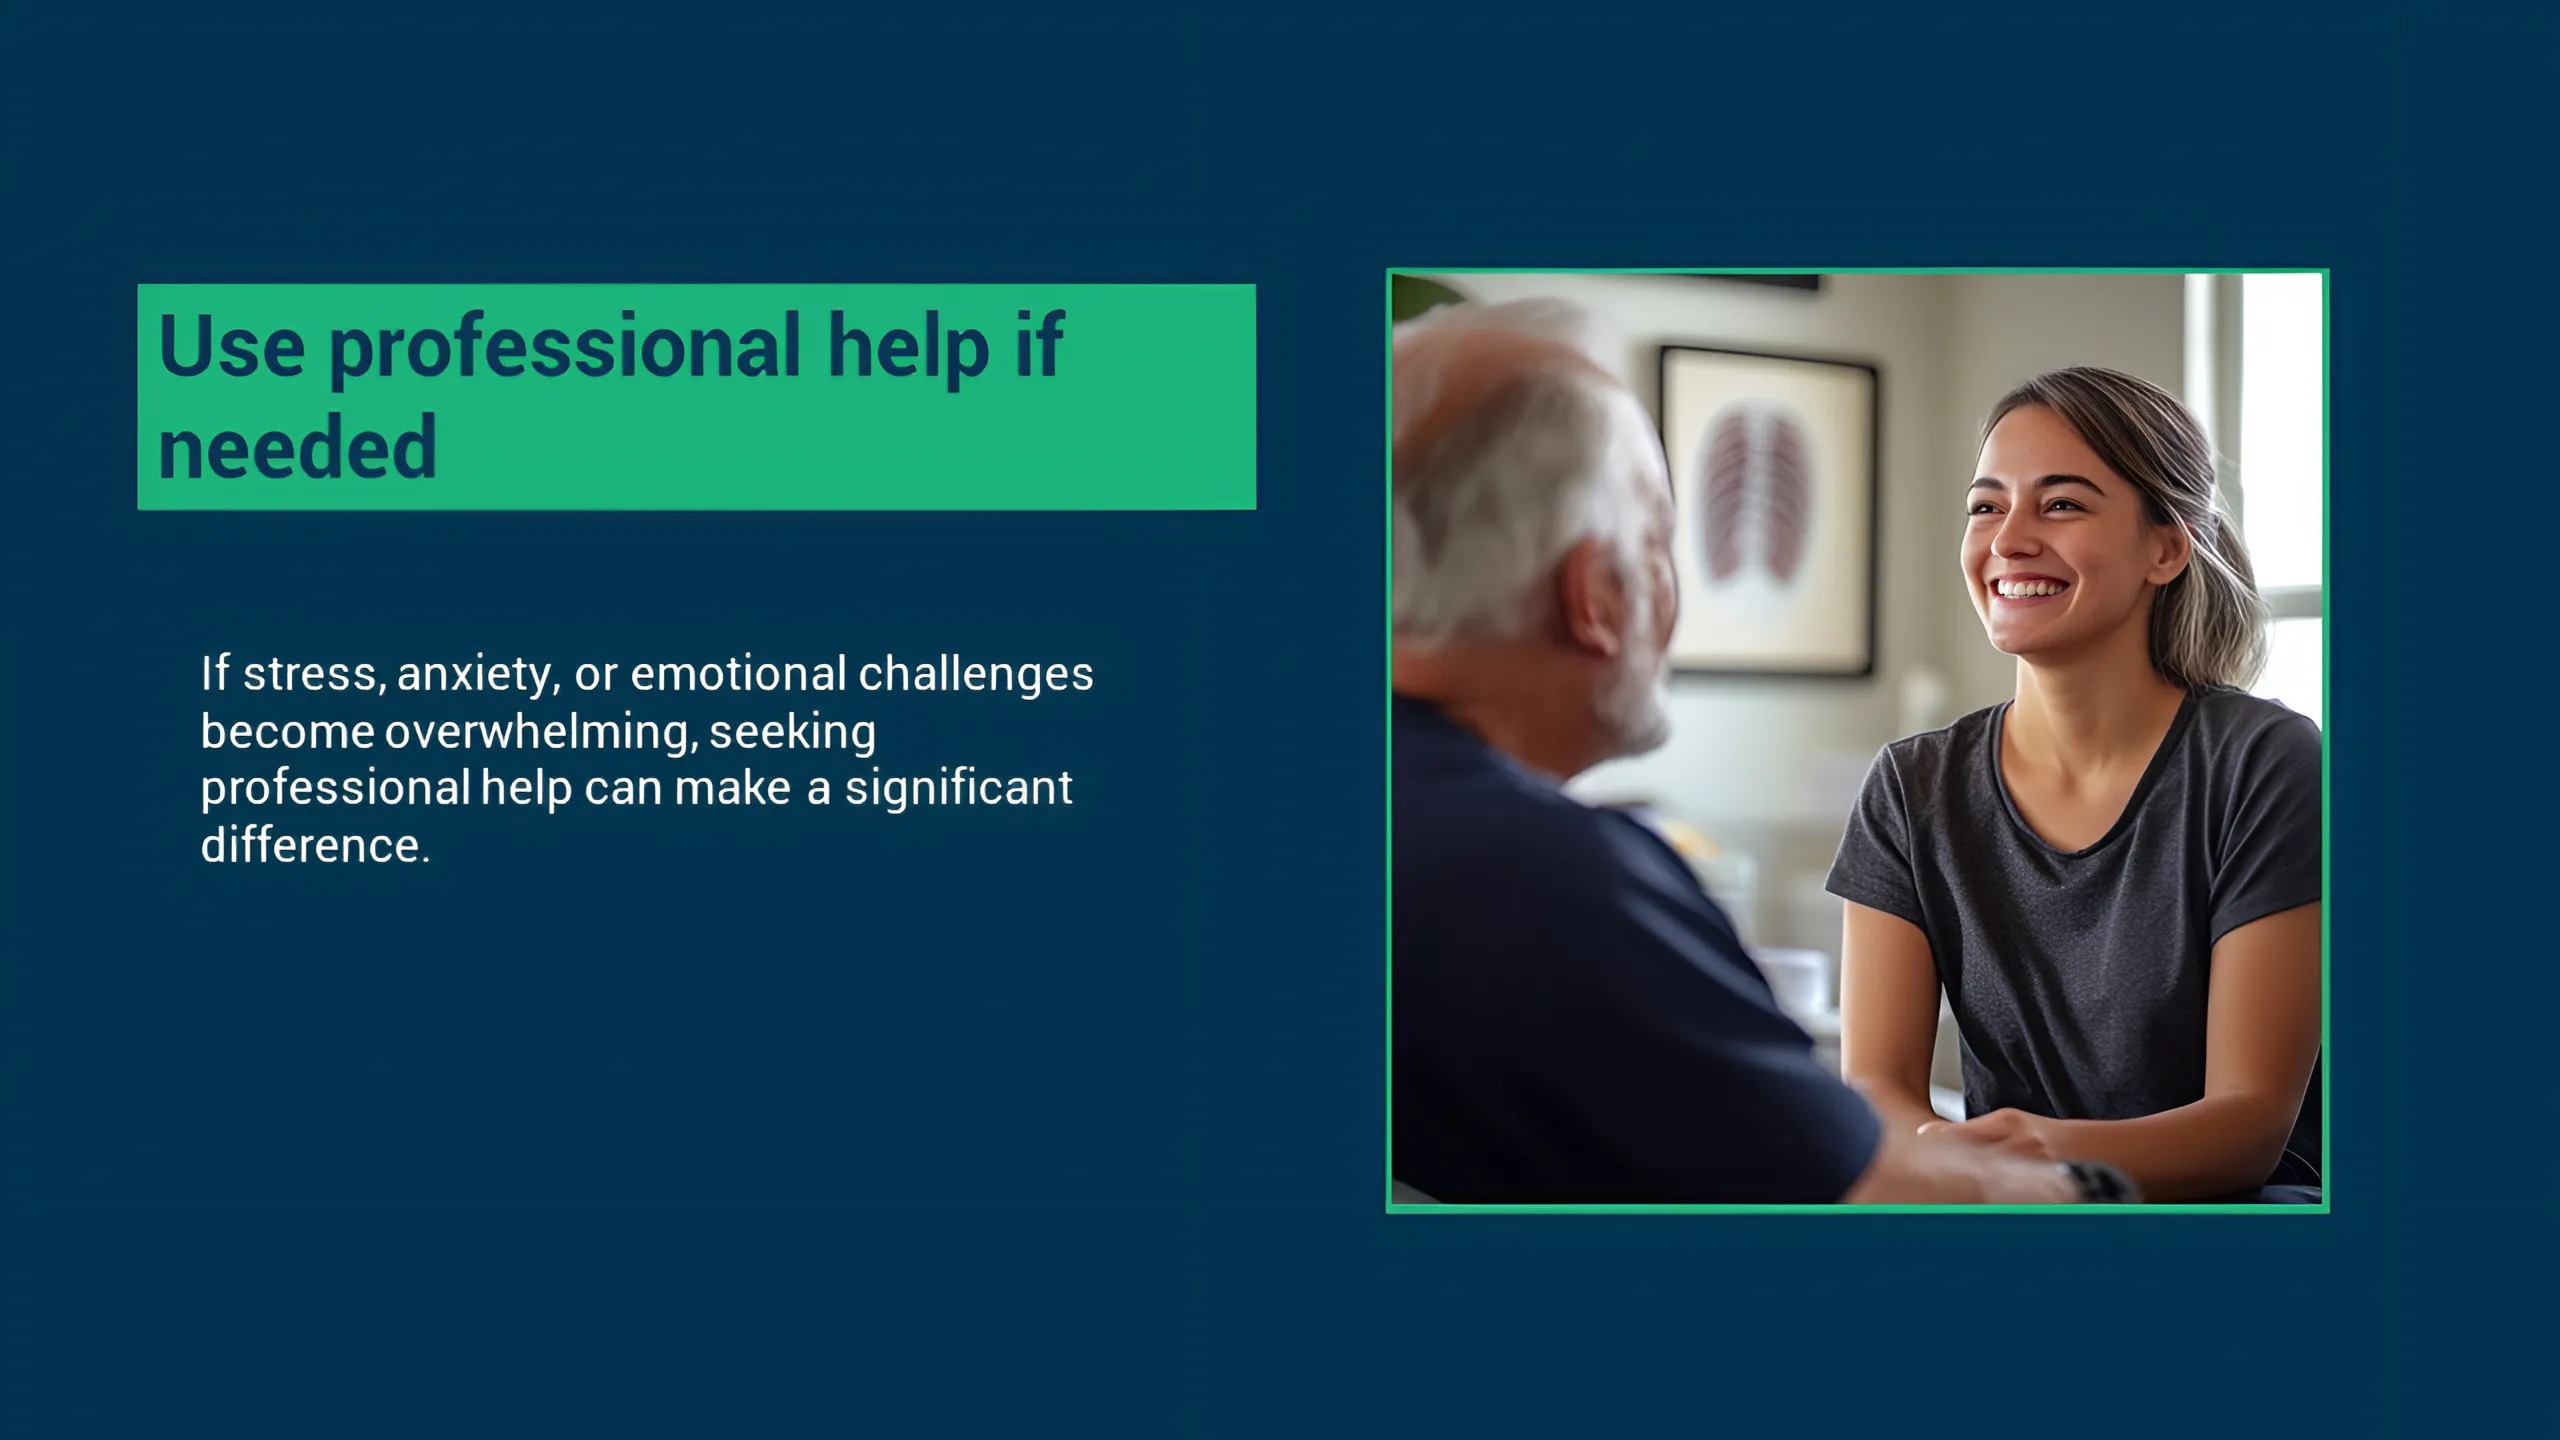 Use professional help if
needed
If stress, anxiety, or emotional challenges
become overwhelming, seeking
professional help can make a significant
difference.